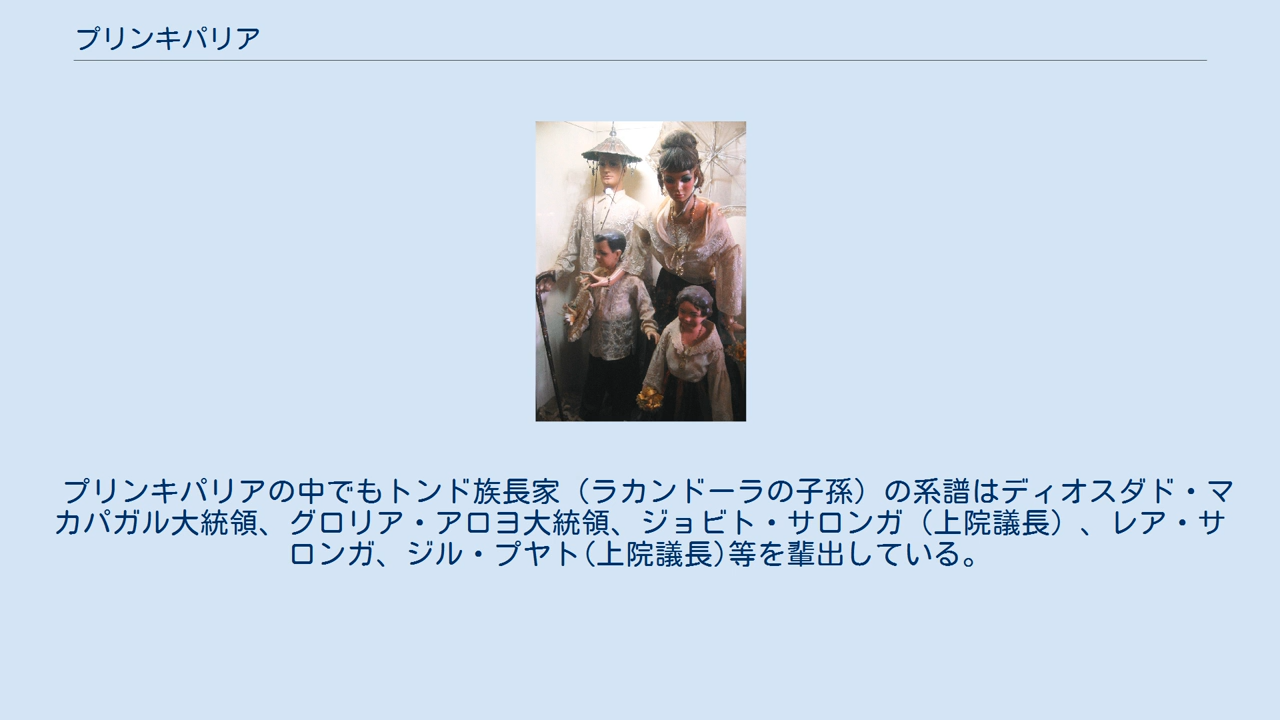 プリンキパリア
プリンキパリアの中でもトンド族長家（ラカンドーラの子孫）の系譜はディオスダド・マ
カパガル大統領、グロリア・アロヨ大統領、ジョビト・サロンガ（上院議長）、レア・サ
ロンガ、ジル・プヤト(上院議長)等を輩出している。